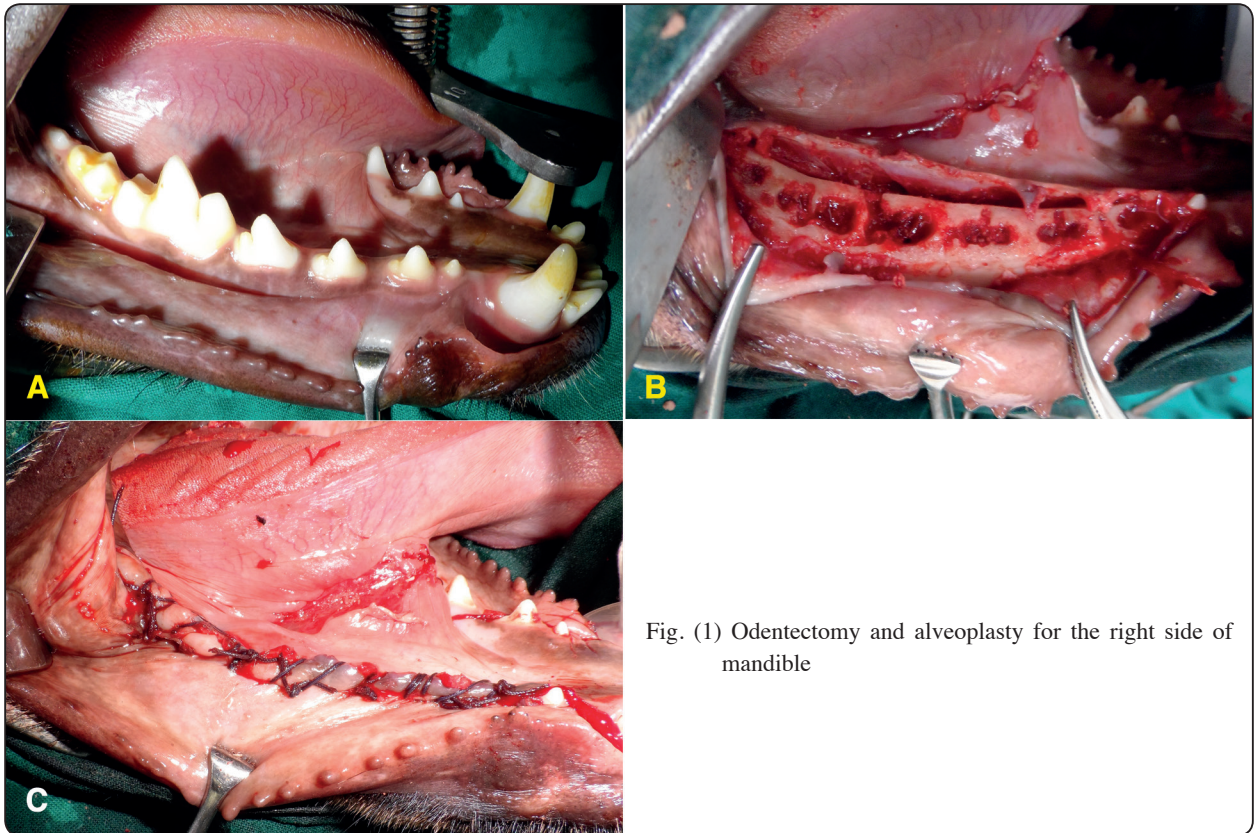 A
B
C
Fig. (1) Odentectomy and alveoplasty for the right side of
mandible